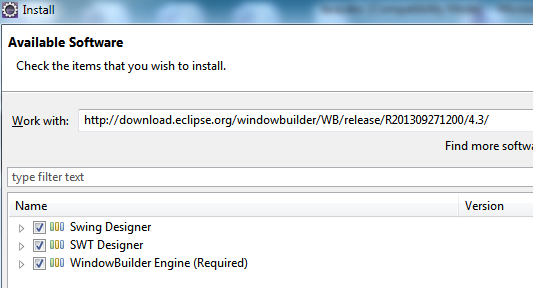 Install
Available Software
Check the items that you wish to install.
Work with: http://download.eclipse.org/windowbuilder/WB/release/R201309271200/4.3/
Find more softwa
type filter text
Name Version
Swing Designer
SWT Designer
WindowBuilder Engine (Required)